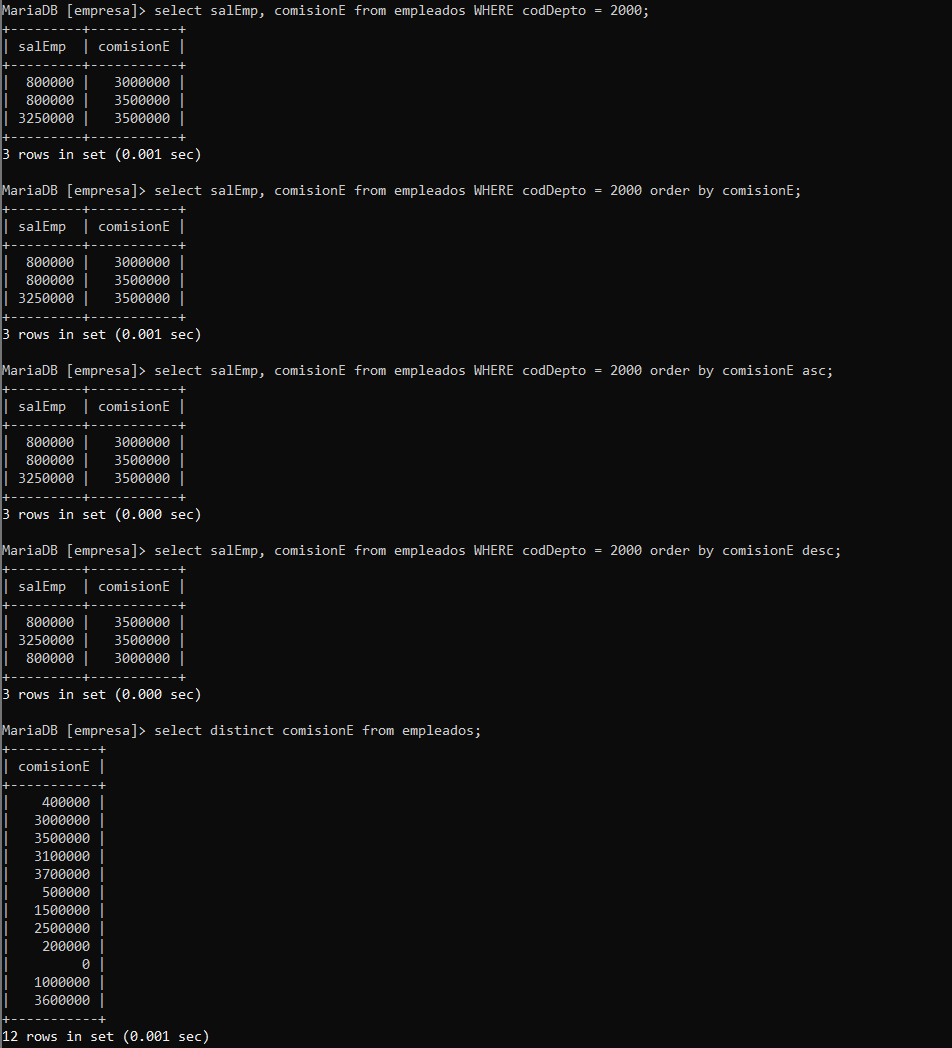 MariaDB [empresa]> select salEmp, comisionE from empleados WHERE codDepto = 2000;
+---------+-----------+
| salEmp  | comisionE |
+---------+-----------+
|  800000 |   3000000 |
|  800000 |   3500000 |
| 3250000 |   3500000 |
+---------+-----------+
3 rows in set (0.001 sec)

MariaDB [empresa]> select salEmp, comisionE from empleados WHERE codDepto = 2000 order by comisionE;
+---------+-----------+
| salEmp  | comisionE |
+---------+-----------+
|  800000 |   3000000 |
|  800000 |   3500000 |
| 3250000 |   3500000 |
+---------+-----------+
3 rows in set (0.001 sec)

MariaDB [empresa]> select salEmp, comisionE from empleados WHERE codDepto = 2000 order by comisionE asc;
+---------+-----------+
| salEmp  | comisionE |
+---------+-----------+
|  800000 |   3000000 |
|  800000 |   3500000 |
| 3250000 |   3500000 |
+---------+-----------+
3 rows in set (0.000 sec)

MariaDB [empresa]> select salEmp, comisionE from empleados WHERE codDepto = 2000 order by comisionE desc;
+---------+-----------+
| salEmp  | comisionE |
+---------+-----------+
|  800000 |   3500000 |
| 3250000 |   3500000 |
|  800000 |   3000000 |
+---------+-----------+
3 rows in set (0.000 sec)

MariaDB [empresa]> select distinct comisionE from empleados;
+-----------+
| comisionE |
+-----------+
|    400000 |
|   3000000 |
|   3500000 |
|   3100000 |
|   3700000 |
|    500000 |
|   1500000 |
|   2500000 |
|    200000 |
|         0 |
|   1000000 |
|   3600000 |
+-----------+
12 rows in set (0.001 sec)